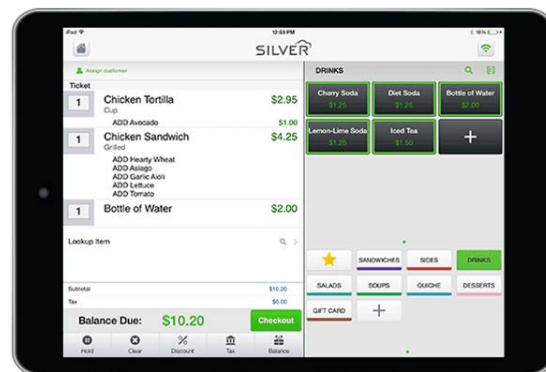 iPad
12:53 PM
SILVER
Assign customer
DRINKS
Ticket
1 Chicken Tortilla $2.95
Cup
ADD Avocado $1.00
1 Chicken Sandwich $4.25
Grilled
ADD Hearty Wheat
ADD Asiago
ADD Garlic Aioli
ADD Lettuce
ADD Tomato
1 Bottle of Water $2.00
Lookup Item
Subtotal $10.20
Tax $0.00
Balance Due: $10.20 Checkout
Hold Clear Discount Tax Balance
Cherry Soda Diet Soda Bottle of Water
$1.25 $1.25 $2.00
Lemon-Lime Soda Iced Tea +
$1.25 $1.50
SANDWICHES SIDES DRINKS
SALADS SOUPS QUICHE DESSERTS
GIFT CARD +